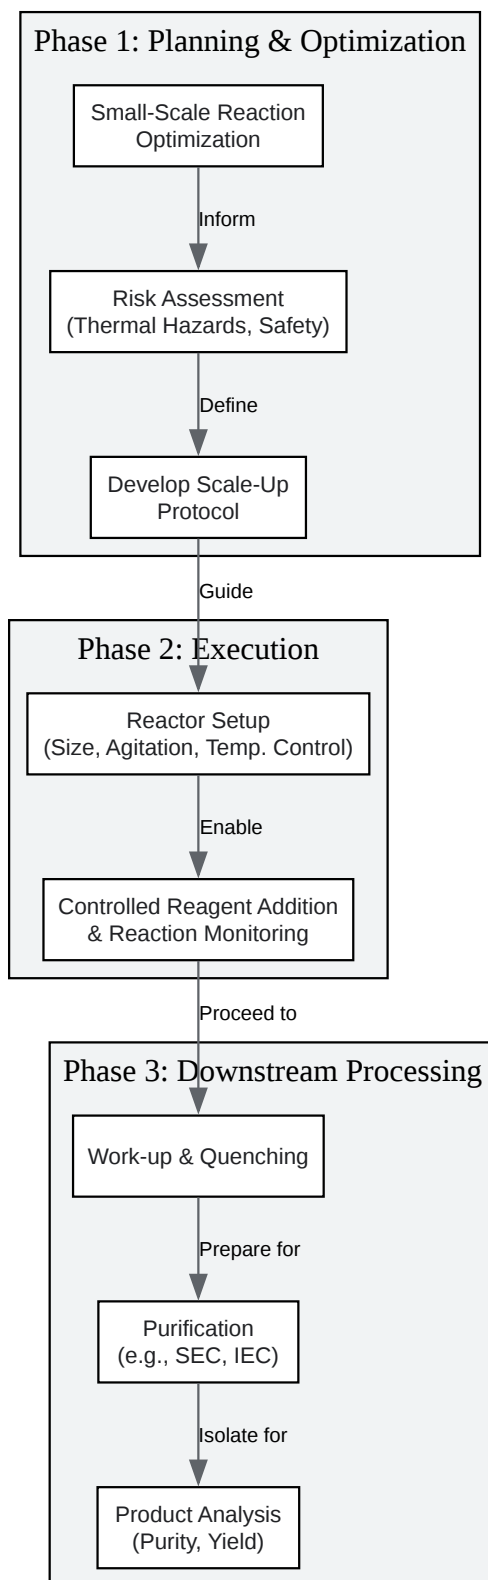 Phase 1: Planning & Optimization
Small-Scale Reaction
Optimization
Inform
Risk Assessment
(Thermal Hazards, Safety)
Define
Develop Scale-Up
Protocol
Guide
Phase 2: Execution
Reactor Setup
(Size, Agitation, Temp. Control)
Enable
Controlled Reagent Addition
& Reaction Monitoring
Proceed to
Phase 3: Downstream Processing
Work-up & Quenching
Prepare for
Purification
(e.g., SEC, IEC)
Isolate for
Product Analysis
(Purity, Yield)